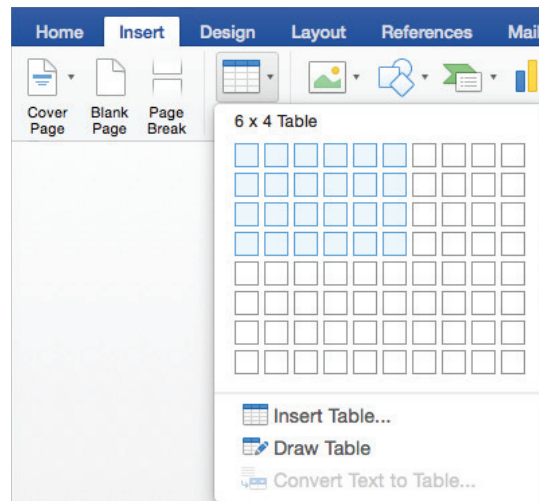 Home Insert Design Layout References Mail
Cover Page
Blank Page
Page Break
6 x 4 Table
Insert Table...
Draw Table
Convert Text to Table...